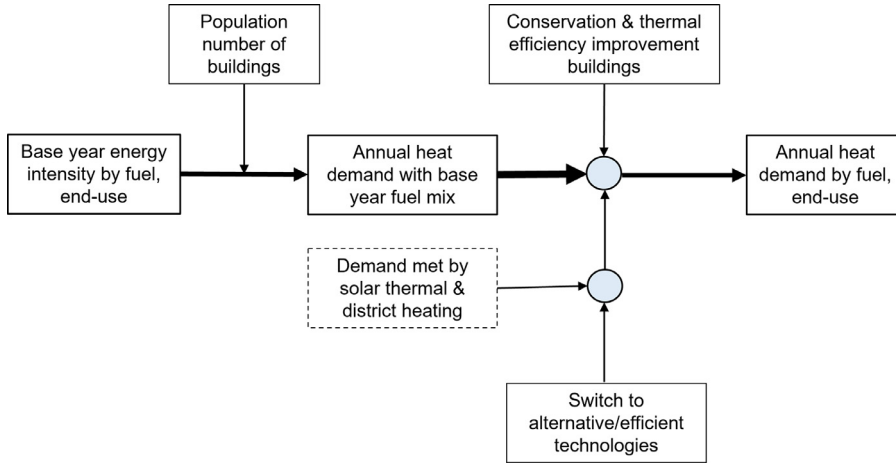 Population
number of
buildings
Conservation & thermal
efficiency improvement
buildings
Base year energy
intensity by fuel,
end-use
Annual heat
demand with base
year fuel mix
Annual heat
demand by fuel,
end-use
Demand met by
solar thermal &
district heating
Switch to
alternative/efficient
technologies